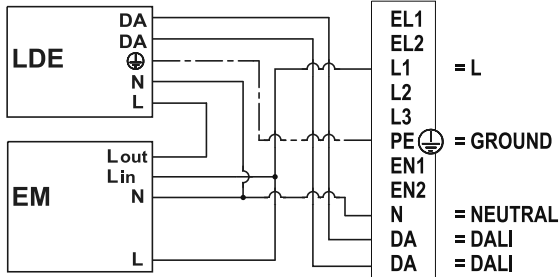 LDE
DA
DA
N
L
EM
Lout
Lin
N
L
EL1
EL2
L1 = L
L2
L3
PE = GROUND
EN1
EN2
N = NEUTRAL
DA = DALI
DA = DALI